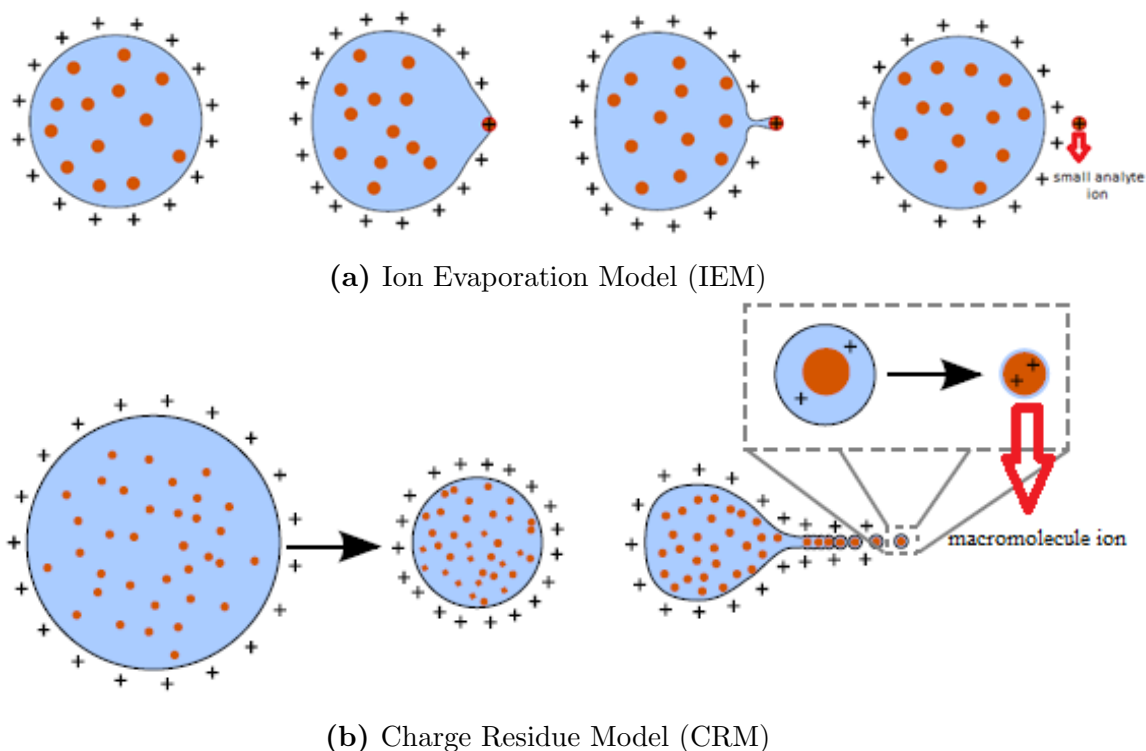 small analyte
ion
(a) Ion Evaporation Model (IEM)
macromolecule ion
(b) Charge Residue Model (CRM)